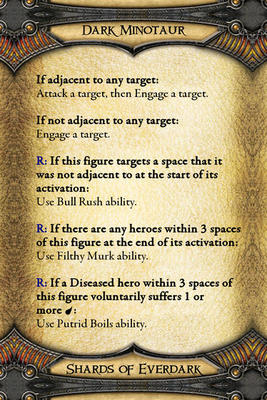 Dark Minotaur
If adjacent to any target:
Attack a target, then Engage a target.
If not adjacent to any target:
Engage a target.
R: If this figure targets a space that it
was not adjacent to at the start of its
activation:
Use Bull Rush ability.
R: If there are any heroes within 3 spaces
of this figure at the end of its activation:
Use Filthy Murk ability.
R: If a Diseased hero within 3 spaces of
this figure voluntarily suffers 1 or
more :
Use Putrid Boils ability.
Shards of Everdark